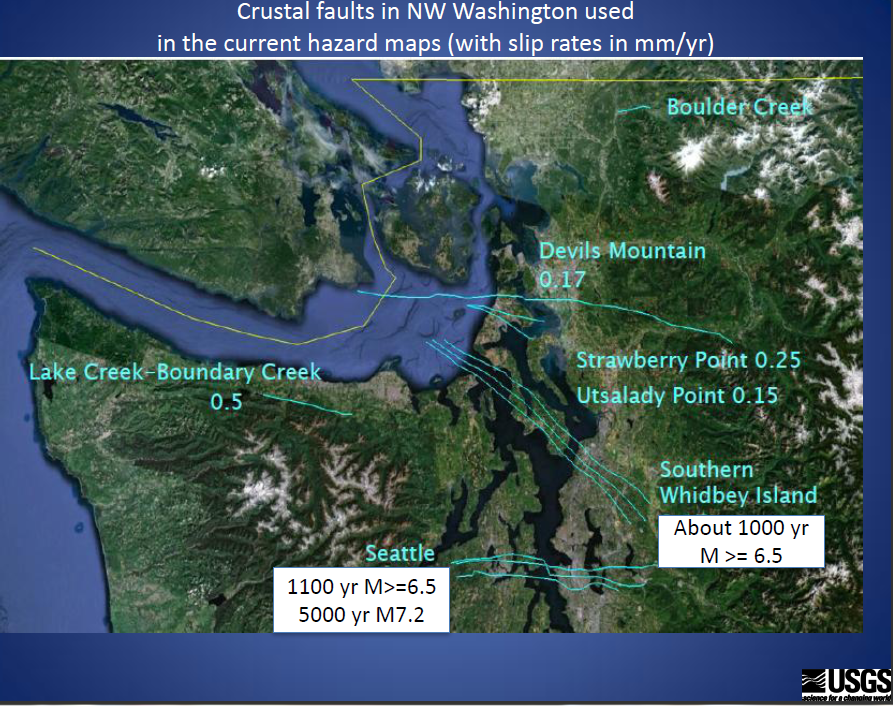 Crustal faults in NW Washington used
in the current hazard maps (with slip rates in mm/yr)
Boulder Creek
Devils Mountain
0.17
Strawberry Point 0.25
Lake Creek-Boundary Creek
0.5
Utsalady Point 0.15
Southern
Whidbey Island
About 1000 yr
M >= 6.5
Seattle
1100 yr M>=6.5
5000 yr M7.2
USGS
science for a changing world